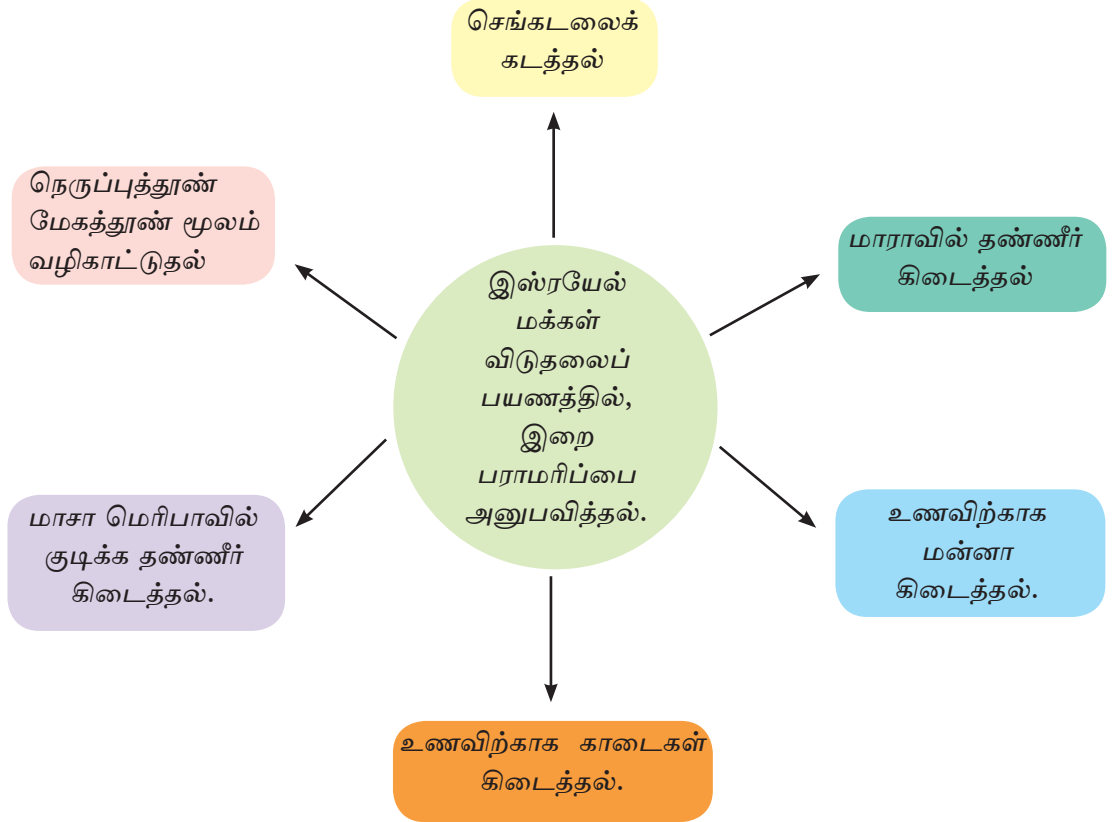 செங்கடலைக்
கடத்தல்
நெருப்புத்தூண்
மேகத்தூண் மூலம்
வழிகாட்டுதல்
மாராவில் தண்ணீர்
கிடைத்தல்
இஸ்ரயேல்
மக்கள்
விடுதலைப்
பயணத்தில்,
இறை
பராமரிப்பை
அனுபவித்தல்.
மாசா மெரிபாவில்
குடிக்க தண்ணீர்
கிடைத்தல்.
உணவிற்காக
மன்னா
கிடைத்தல்.
உணவிற்காக காடைகள்
கிடைத்தல்.